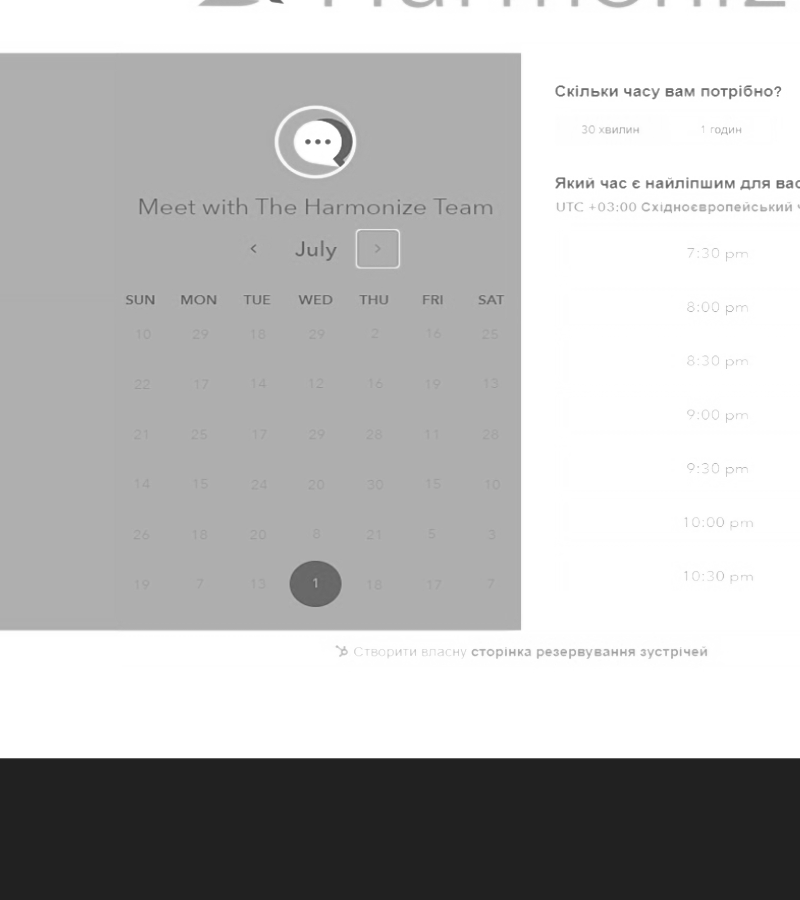 Meet with The Harmonize Team
< July >
SUN MON TUE WED THU FRI SAT
10 29 18 29 2 16 25
22 17 14 12 16 19 13
21 25 17 29 28 11 28
14 15 24 20 30 15 10
26 18 20 8 21 5 3
19 7 13 1 18 17 7
Скільки часу вам потрібно?
30 хвилин 1 годин
Який час є найліпшим для вас
UTC +03:00 Східноєвропейський
7:30 pm
8:00 pm
8:30 pm
9:00 pm
9:30 pm
10:00 pm
10:30 pm
Створити власну сторінка резервування зустрічей